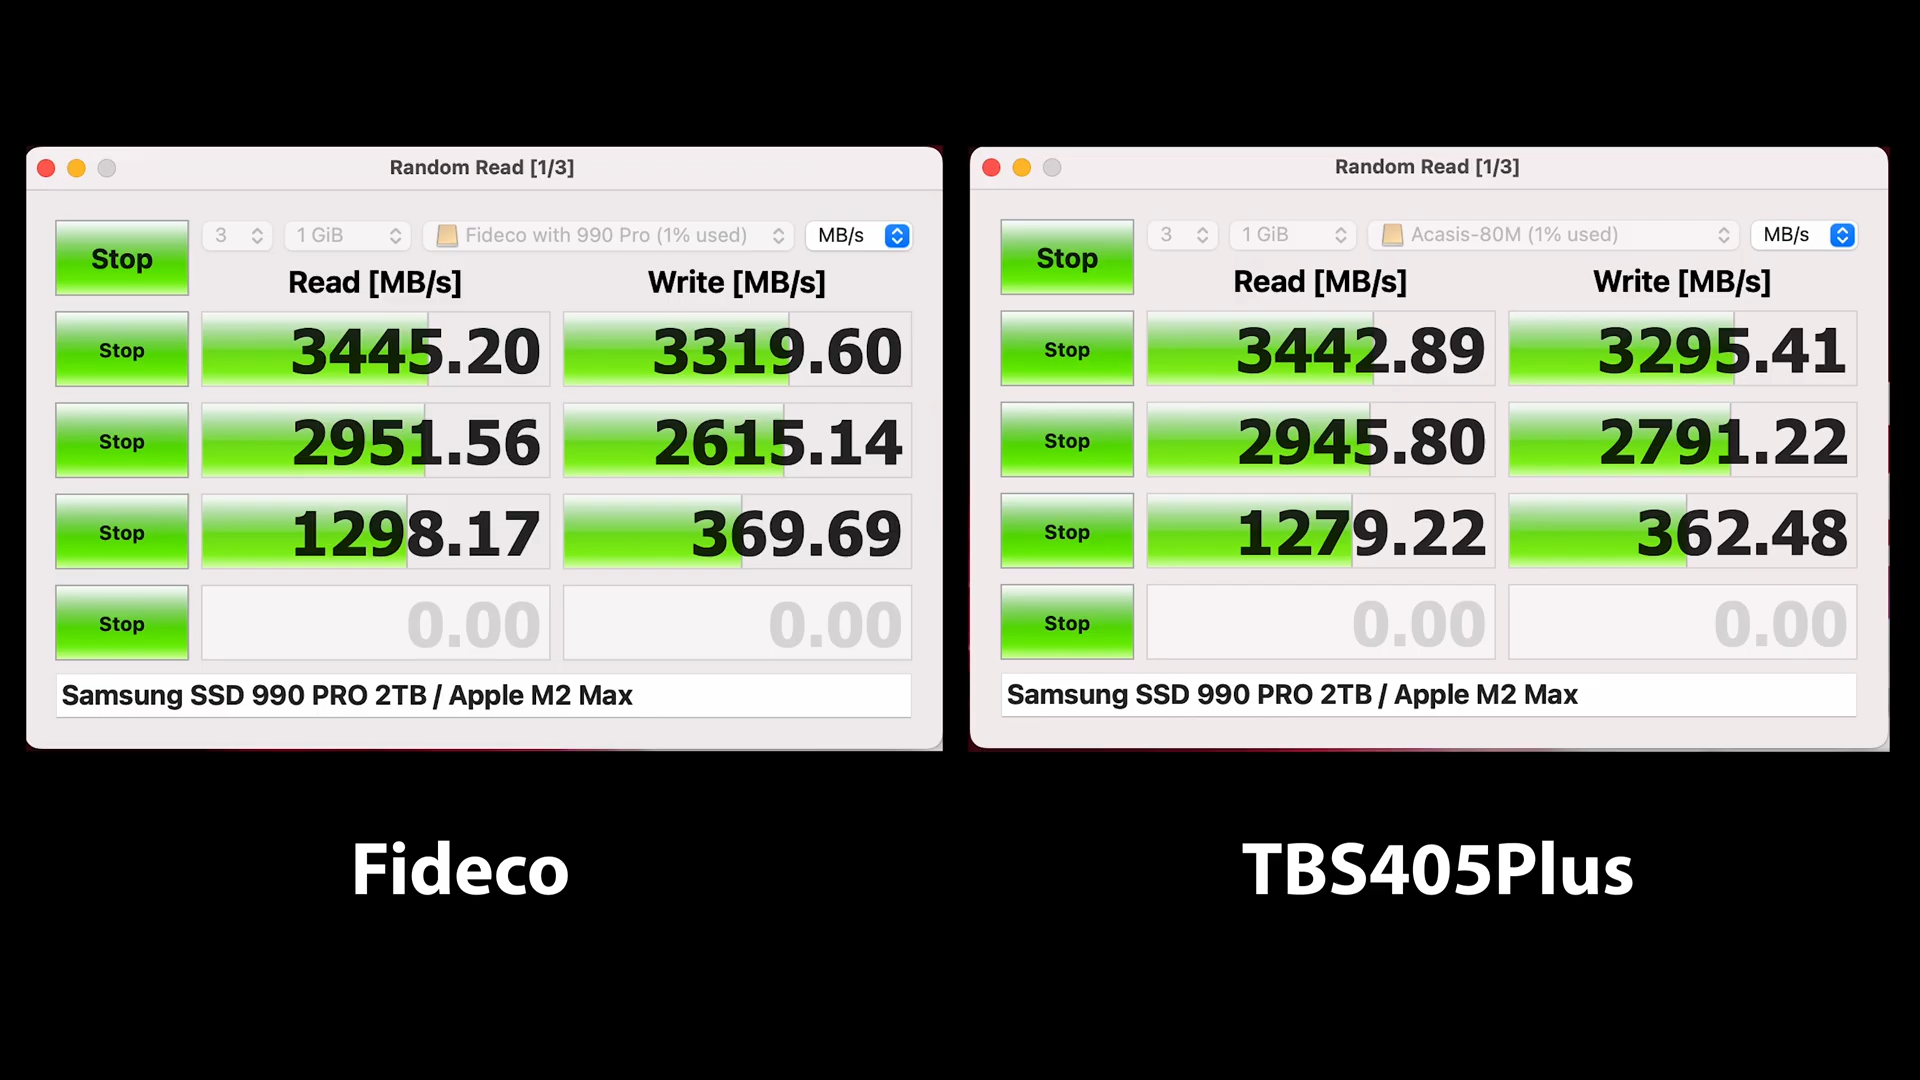 Random Read [1/3]
Stop
3
1 GiB
Fideco with 990 Pro (1% used)
MB/s
Read [MB/s]
Write [MB/s]
Stop
3445.20
3319.60
Stop
2951.56
2615.14
Stop
1298.17
369.69
Stop
0.00
0.00
Samsung SSD 990 PRO 2TB / Apple M2 Max
Fideco
Random Read [1/3]
Stop
3
1 GiB
Acasis-80M (1% used)
MB/s
Read [MB/s]
Write [MB/s]
Stop
3442.89
3295.41
Stop
2945.80
2791.22
Stop
1279.22
362.48
Stop
0.00
0.00
Samsung SSD 990 PRO 2TB / Apple M2 Max
TBS405Plus